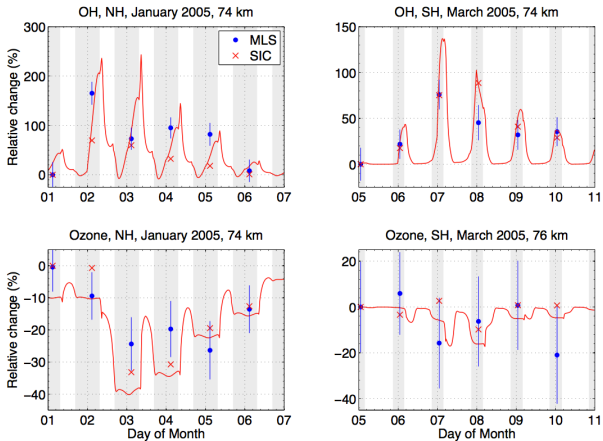 OH, NH, January 2005, 74 km
OH, SH, March 2005, 74 km
Relative change (%)
300
200
100
0
MLS
SIC
01 02 03 04 05 06 07
150
100
50
0
05 06 07 08 09 10 11
Ozone, NH, January 2005, 74 km
Ozone, SH, March 2005, 76 km
Relative change (%)
0
−10
−20
−30
−40
01 02 03 04 05 06 07
Day of Month
20
0
−20
−40
05 06 07 08 09 10 11
Day of Month